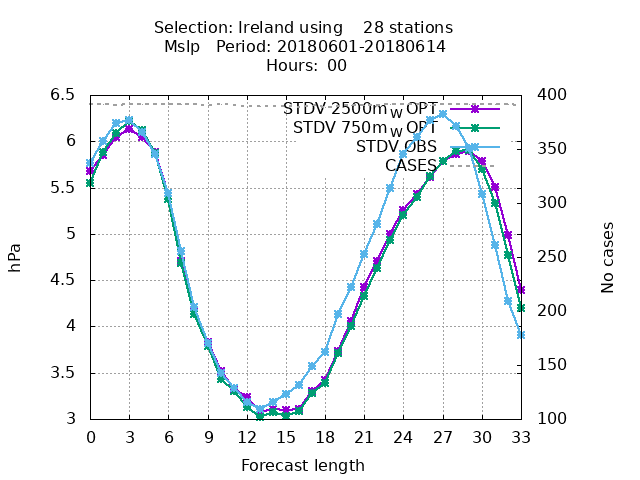 Selection: Ireland using    28 stations
Mslp   Period: 20180601-20180614
Hours: 00
STDV 2500m_w OPT
STDV 750m_w OPT
STDV OBS
CASES
6.5
6
5.5
5
4.5
4
3.5
3
400
350
300
250
200
150
100
hPa
No cases
0 3 6 9 12 15 18 21 24 27 30 33
Forecast length